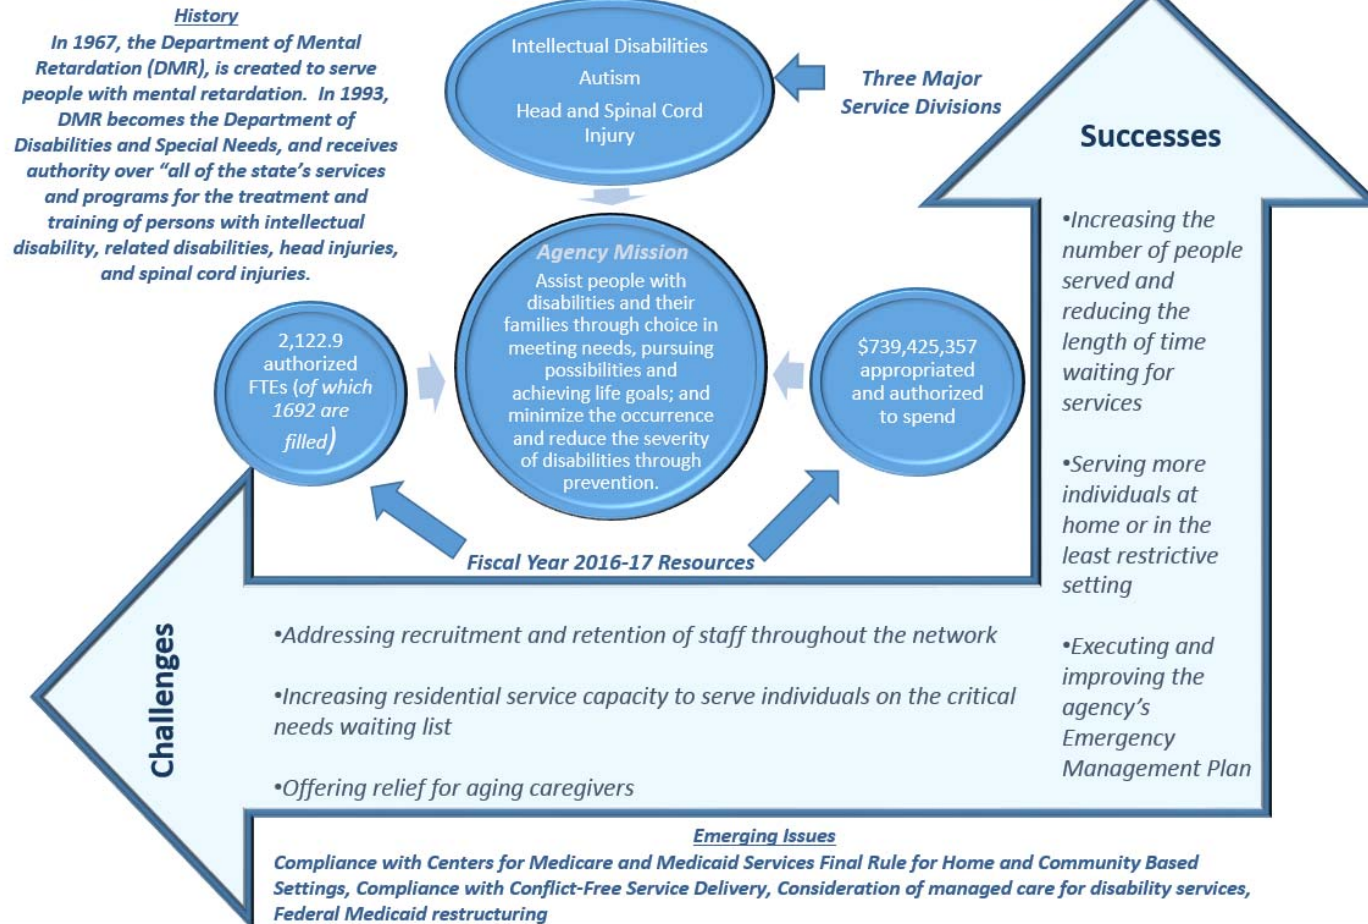 History
In 1967, the Department of Mental
Retardation (DMR), is created to serve
people with mental retardation. In 1993,
DMR becomes the Department of
Disabilities and Special Needs, and receives
authority over “all of the state’s services
and programs for the treatment and
training of persons with intellectual
disability, related disabilities, head injuries,
and spinal cord injuries.
Intellectual Disabilities
Autism
Head and Spinal Cord
Injury
Three Major
Service Divisions
Agency Mission
Assist people with
disabilities and their
families through choice in
meeting needs, pursuing
possibilities and
achieving life goals; and
minimize the occurrence
and reduce the severity
of disabilities through
prevention.
2,122.9
authorized
FTEs (of which
1692 are
filled)
$739,425,357
appropriated
and authorized
to spend
Fiscal Year 2016-17 Resources
Successes
•Increasing the
number of people
served and
reducing the
length of time
waiting for
services
•Serving more
individuals at
home or in the
least restrictive
setting
•Executing and
improving the
agency’s
Emergency
Management Plan
Challenges
•Addressing recruitment and retention of staff throughout the network
•Increasing residential service capacity to serve individuals on the critical
needs waiting list
•Offering relief for aging caregivers
Emerging Issues
Compliance with Centers for Medicare and Medicaid Services Final Rule for Home and Community Based
Settings, Compliance with Conflict-Free Service Delivery, Consideration of managed care for disability services,
Federal Medicaid restructuring